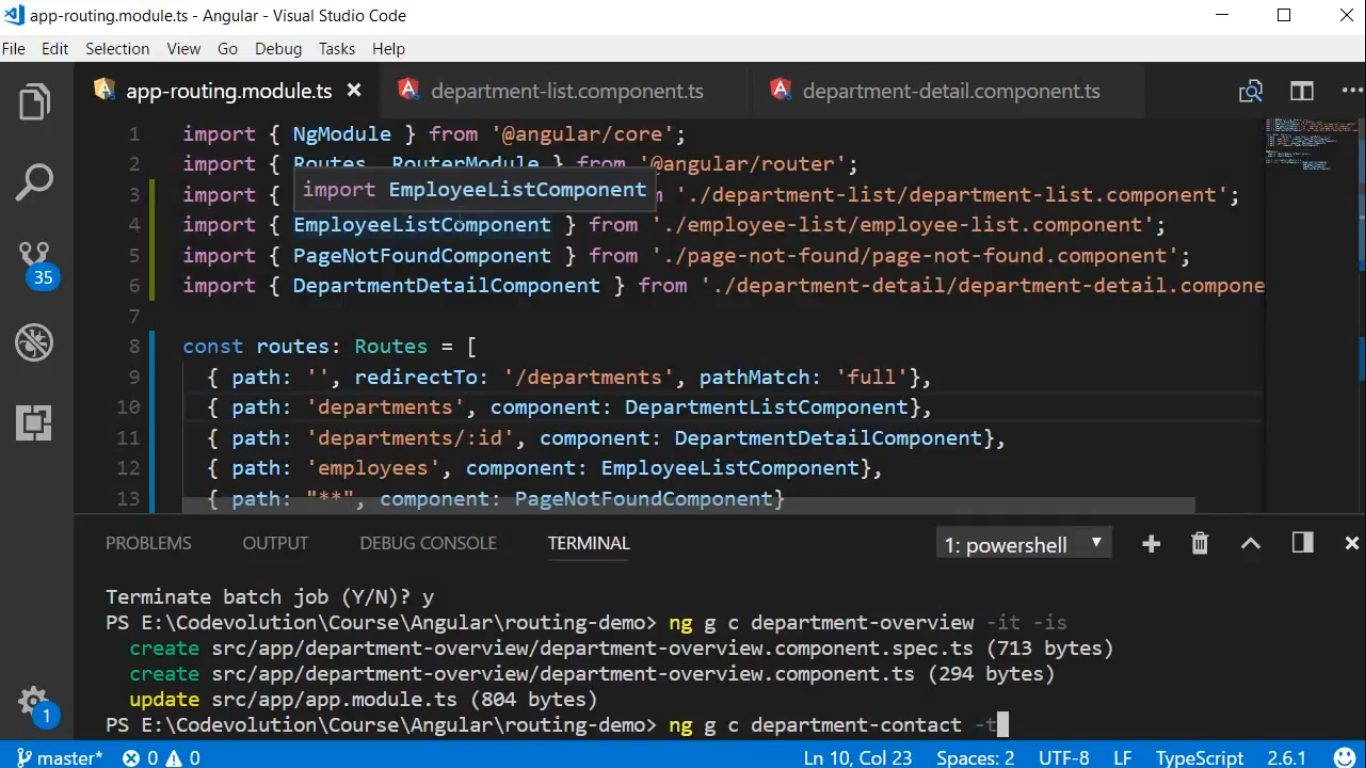 app-routing.module.ts - Angular - Visual Studio Code
File Edit Selection View Go Debug Tasks Help
app-routing.module.ts department-list.component.ts department-detail.component.ts
1 import { NgModule } from '@angular/core';
2 import { Routes, RouterModule } from '@angular/router';
import EmployeeListComponent
3 import { './department-list/department-list.component';
4 import { EmployeeListComponent } from './employee-list/employee-list.component';
5 import { PageNotFoundComponent } from './page-not-found/page-not-found.component';
6 import { DepartmentDetailComponent } from './department-detail/department-detail.compone
7
8 const routes: Routes = [
9 { path: '', redirectTo: '/departments', pathMatch: 'full'},
10 { path: 'departments', component: DepartmentListComponent},
11 { path: 'departments/:id', component: DepartmentDetailComponent},
12 { path: 'employees', component: EmployeeListComponent},
13 { path: "**", component: PageNotFoundComponent}
35
1
PROBLEMS OUTPUT DEBUG CONSOLE TERMINAL 1: powershell
Terminate batch job (Y/N)? y
PS E:\Codevolution\Course\Angular\routing-demo> ng g c department-overview -it -is
create src/app/department-overview/department-overview.component.spec.ts (713 bytes)
create src/app/department-overview/department-overview.component.ts (294 bytes)
update src/app/app.module.ts (804 bytes)
PS E:\Codevolution\Course\Angular\routing-demo> ng g c department-contact -t
master* 0 0 Ln 10, Col 23 Spaces: 2 UTF-8 LF TypeScript 2.6.1